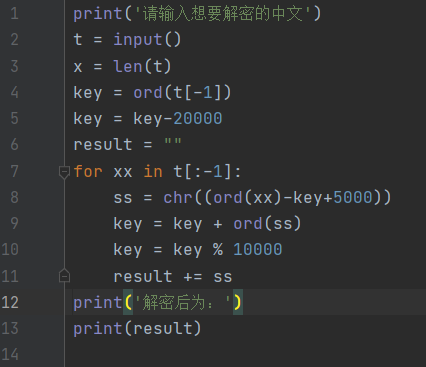 1 print('请输入想要解密的中文')
2 t = input()
3 x = len(t)
4 key = ord(t[-1])
5 key = key-20000
6 result = ""
7 for xx in t[:-1]:
8     ss = chr((ord(xx)-key+5000))
9     key = key + ord(ss)
10     key = key % 10000
11     result += ss
12 print('解密后为：')
13 print(result)
14